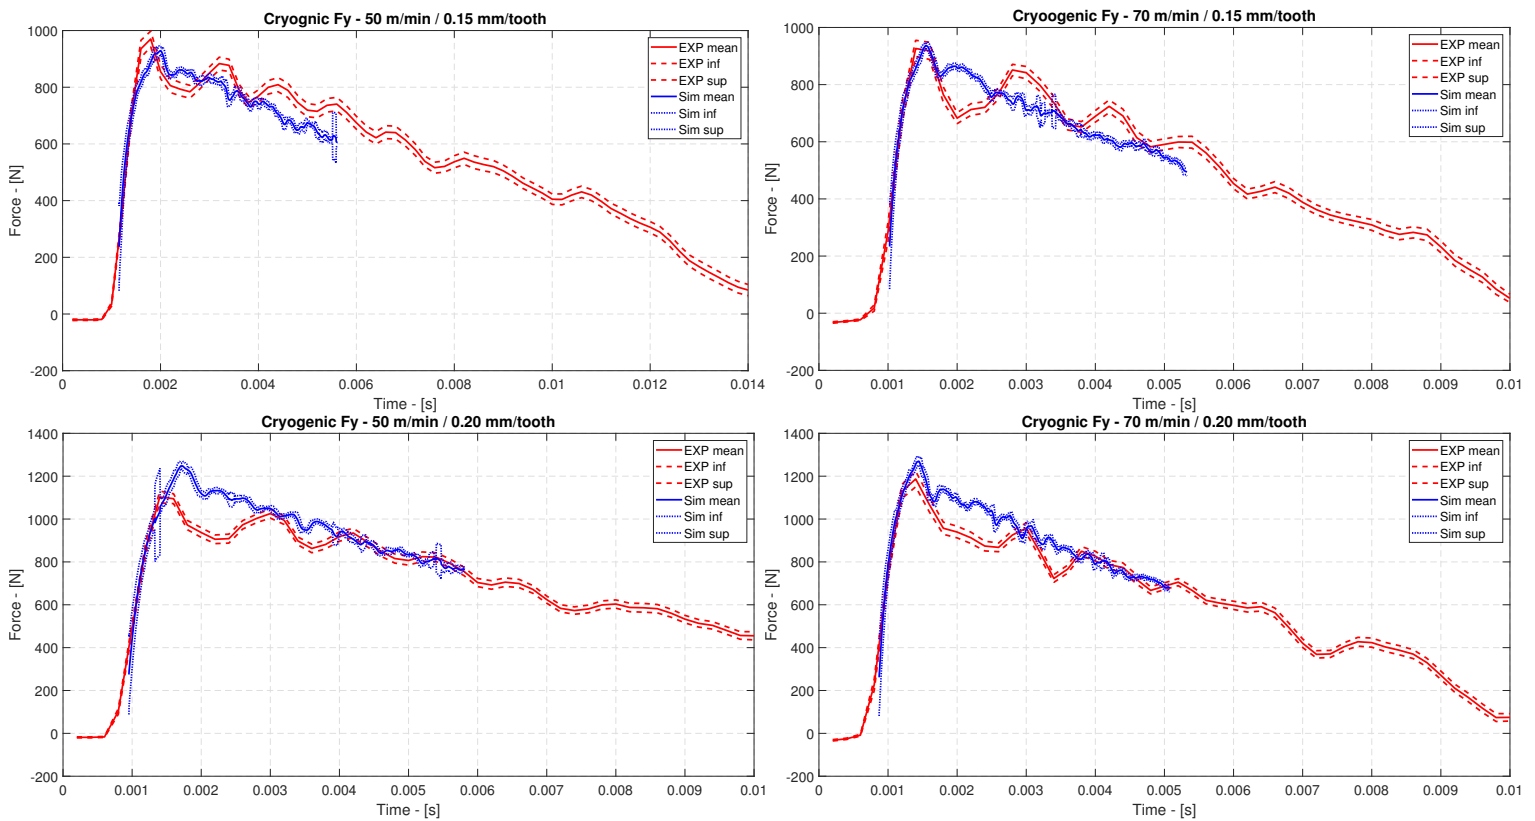 Cryognic Fy - 50 m/min / 0.15 mm/tooth
1000
800
600
400
200
0
-200
Force - [N]
0 0.002 0.004 0.006 0.008 0.01 0.012 0.014
Time - [s]
EXP mean
EXP inf
EXP sup
Sim mean
Sim inf
Sim sup
Cryoogenic Fy - 70 m/min / 0.15 mm/tooth
1000
800
600
400
200
0
-200
Force - [N]
0 0.001 0.002 0.003 0.004 0.005 0.006 0.007 0.008 0.009 0.01
Time - [s]
EXP mean
EXP inf
EXP sup
Sim mean
Sim inf
Sim sup
Cryogenic Fy - 50 m/min / 0.20 mm/tooth
1400
1200
1000
800
600
400
200
0
-200
Force - [N]
0 0.001 0.002 0.003 0.004 0.005 0.006 0.007 0.008 0.009 0.01
Time - [s]
EXP mean
EXP inf
EXP sup
Sim mean
Sim inf
Sim sup
Cryogenic Fy - 70 m/min / 0.20 mm/tooth
1400
1200
1000
800
600
400
200
0
-200
Force - [N]
0 0.001 0.002 0.003 0.004 0.005 0.006 0.007 0.008 0.009 0.01
Time - [s]
EXP mean
EXP inf
EXP sup
Sim mean
Sim inf
Sim sup